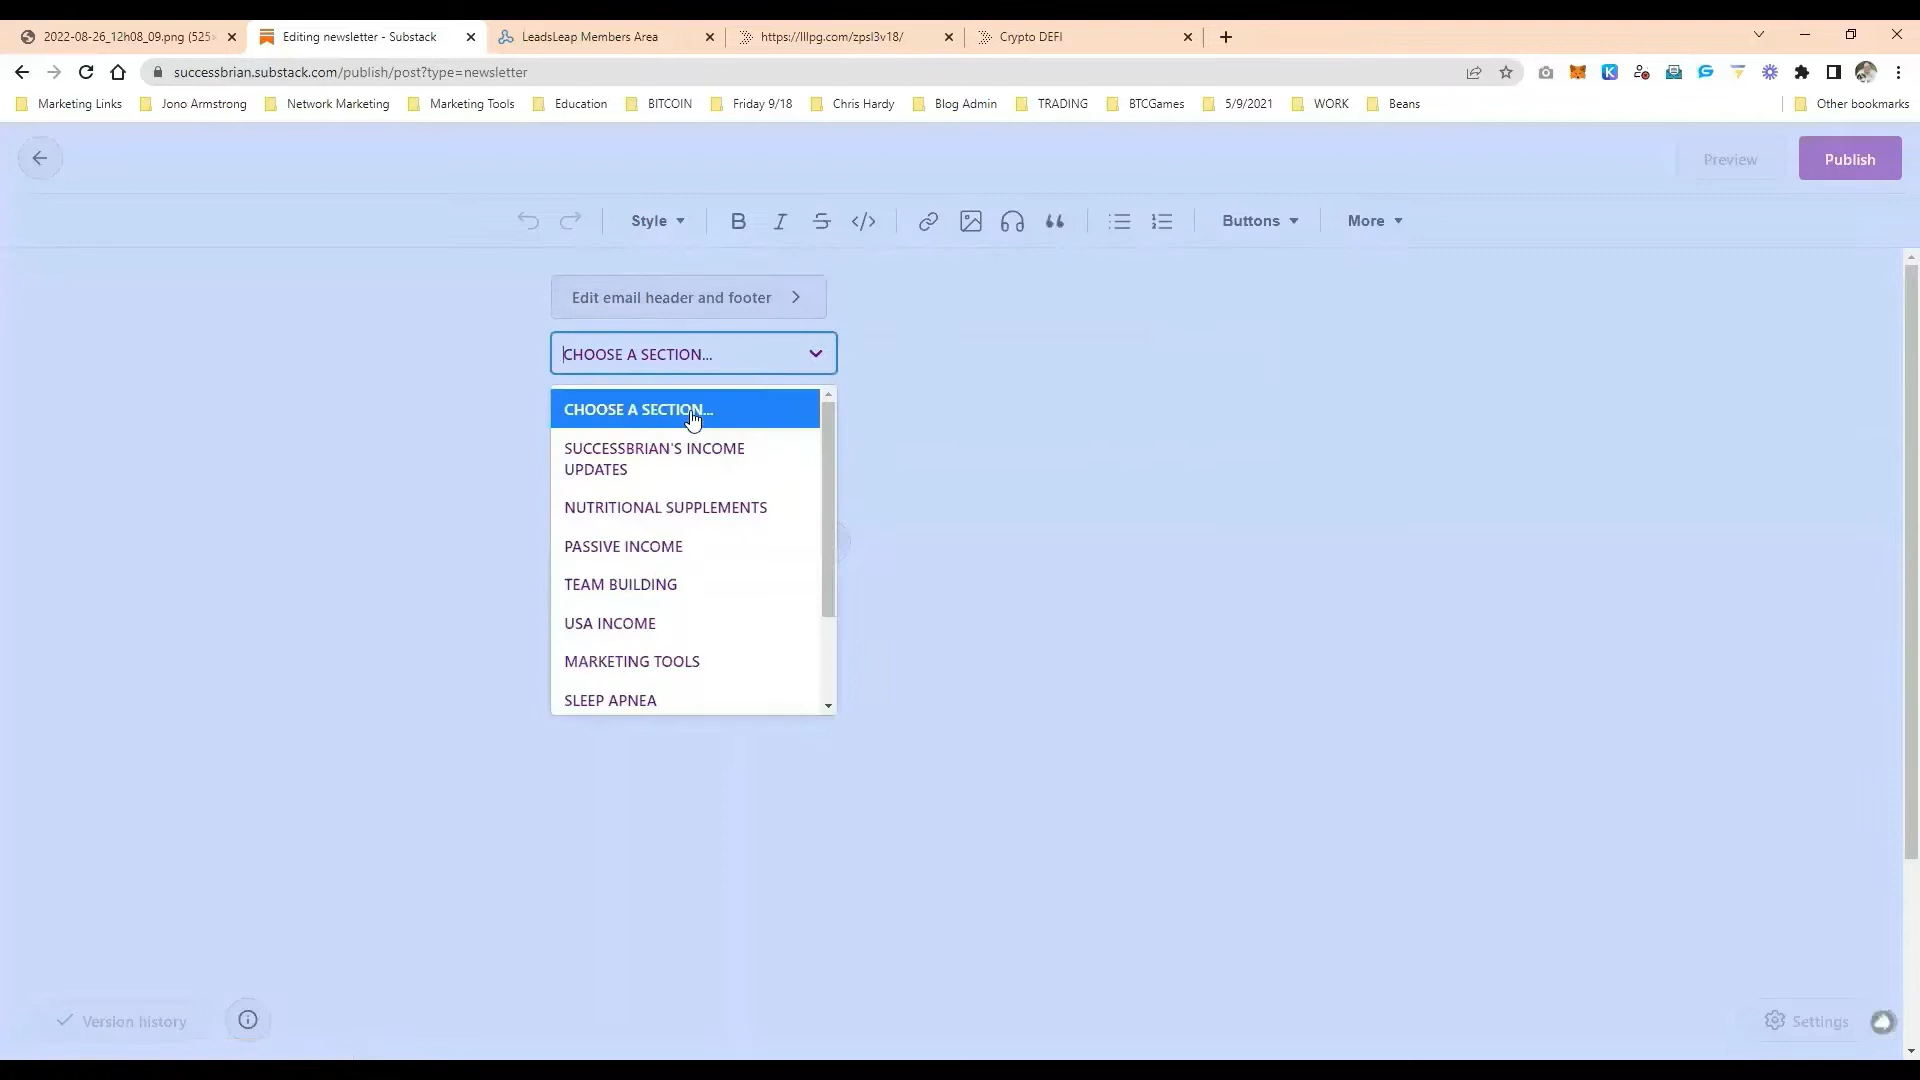 2022-08-26_12h08_09.png (525
Editing newsletter - Substack
LeadsLeap Members Area
https://lllpg.com/zpsl3v18/
Crypto DEFI
successbrian.substack.com/publish/post?type=newsletter
Marketing Links
Jono Armstrong
Network Marketing
Marketing Tools
Education
BITCOIN
Friday 9/18
Chris Hardy
Blog Admin
TRADING
BTCGames
5/9/2021
WORK
Beans
Other bookmarks
Preview
Publish
Style
Buttons
More
Edit email header and footer
CHOOSE A SECTION...
CHOOSE A SECTION...
SUCCESSBRIAN'S INCOME
UPDATES
NUTRITIONAL SUPPLEMENTS
PASSIVE INCOME
TEAM BUILDING
USA INCOME
MARKETING TOOLS
SLEEP APNEA
Version history
Settings